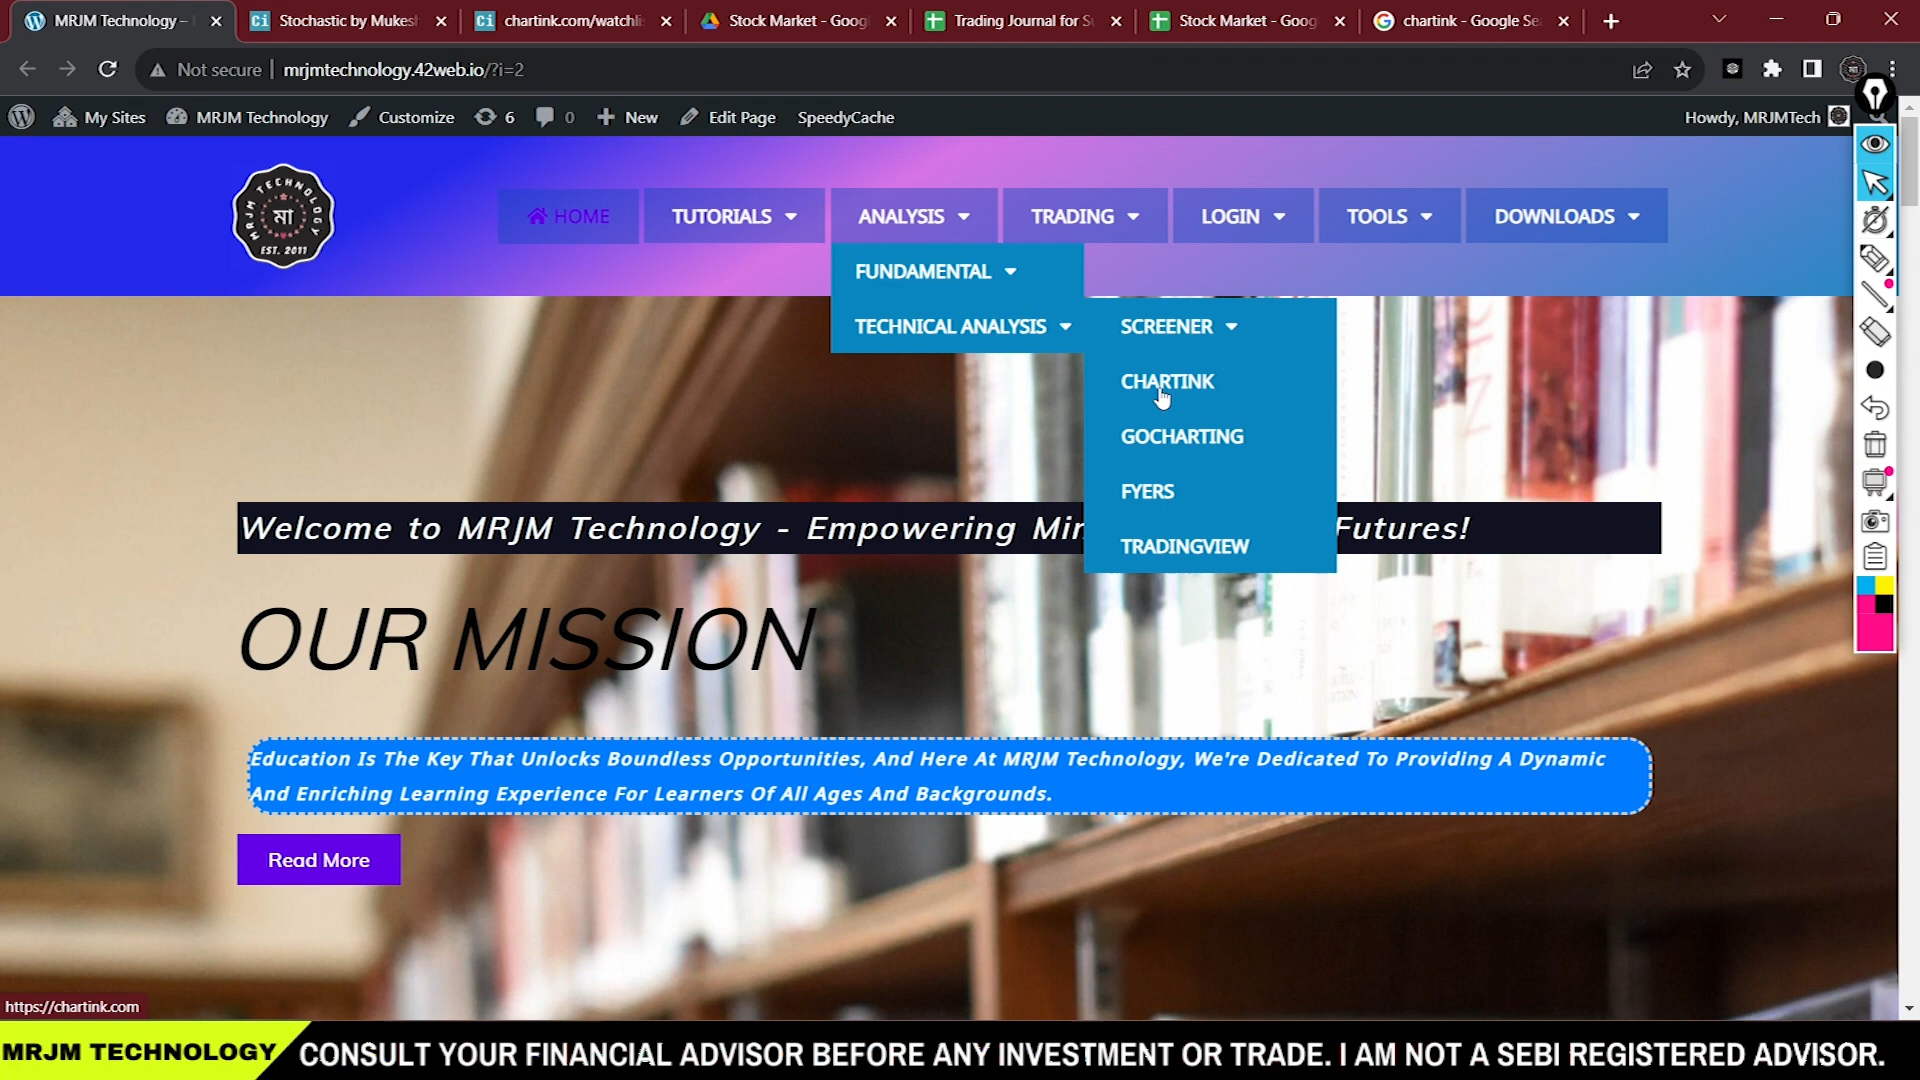 MRJM Technology –
Stochastic by Mukesh
chartink.com/watchlis
Stock Market - Goog
Trading Journal for S
Stock Market - Goog
chartink - Google Se
Not secure
mrjmtechnology.42web.io/?i=2
My Sites
MRJM Technology
Customize
6
0
New
Edit Page
SpeedyCache
Howdy, MRJMTech
MRJM TECHNOLOGY
मा
EST. 2011
HOME
TUTORIALS
ANALYSIS
TRADING
LOGIN
TOOLS
DOWNLOADS
FUNDAMENTAL
TECHNICAL ANALYSIS
SCREENER
CHARTINK
GOCHARTING
FYERS
TRADINGVIEW
Welcome to MRJM Technology - Empowering Futures!
OUR MISSION
Education Is The Key That Unlocks Boundless Opportunities, And Here At MRJM Technology, We're Dedicated To Providing A Dynamic
And Enriching Learning Experience For Learners Of All Ages And Backgrounds.
Read More
https://chartink.com
MRJM TECHNOLOGY
CONSULT YOUR FINANCIAL ADVISOR BEFORE ANY INVESTMENT OR TRADE. I AM NOT A SEBI REGISTERED ADVISOR.